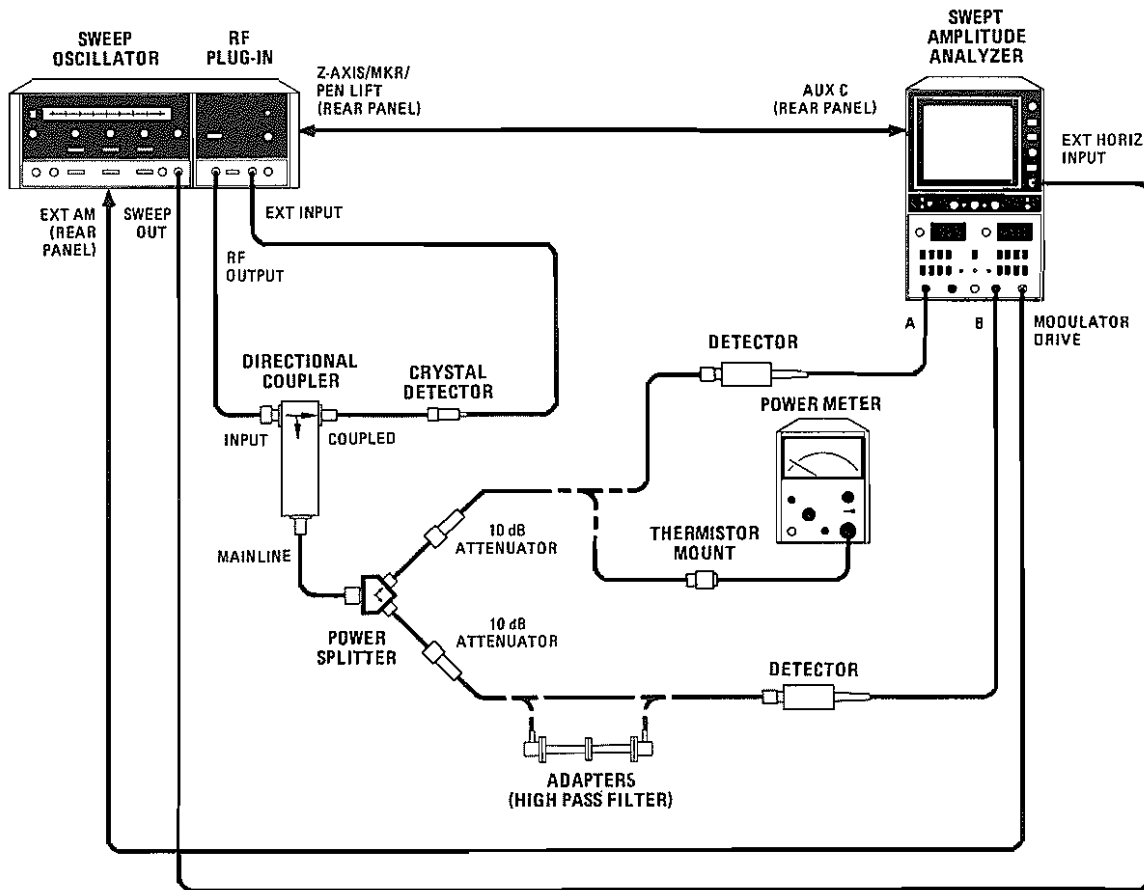 SWEEP
OSCILLATOR
RF
PLUG-IN
SWEPT
AMPLITUDE
ANALYZER
Z-AXIS/MKR/
PEN LIFT
(REAR PANEL)
AUX C
(REAR PANEL)
EXT HORIZ
INPUT
EXT AM
(REAR
PANEL)
SWEEP
OUT
EXT INPUT
RF
OUTPUT
A
B
MODULATOR
DRIVE
DETECTOR
DIRECTIONAL
COUPLER
CRYSTAL
DETECTOR
POWER METER
INPUT
COUPLED
10 dB
ATTENUATOR
THERMISTOR
MOUNT
MAINLINE
POWER
SPLITTER
10 dB
ATTENUATOR
DETECTOR
ADAPTERS
(HIGH PASS FILTER)